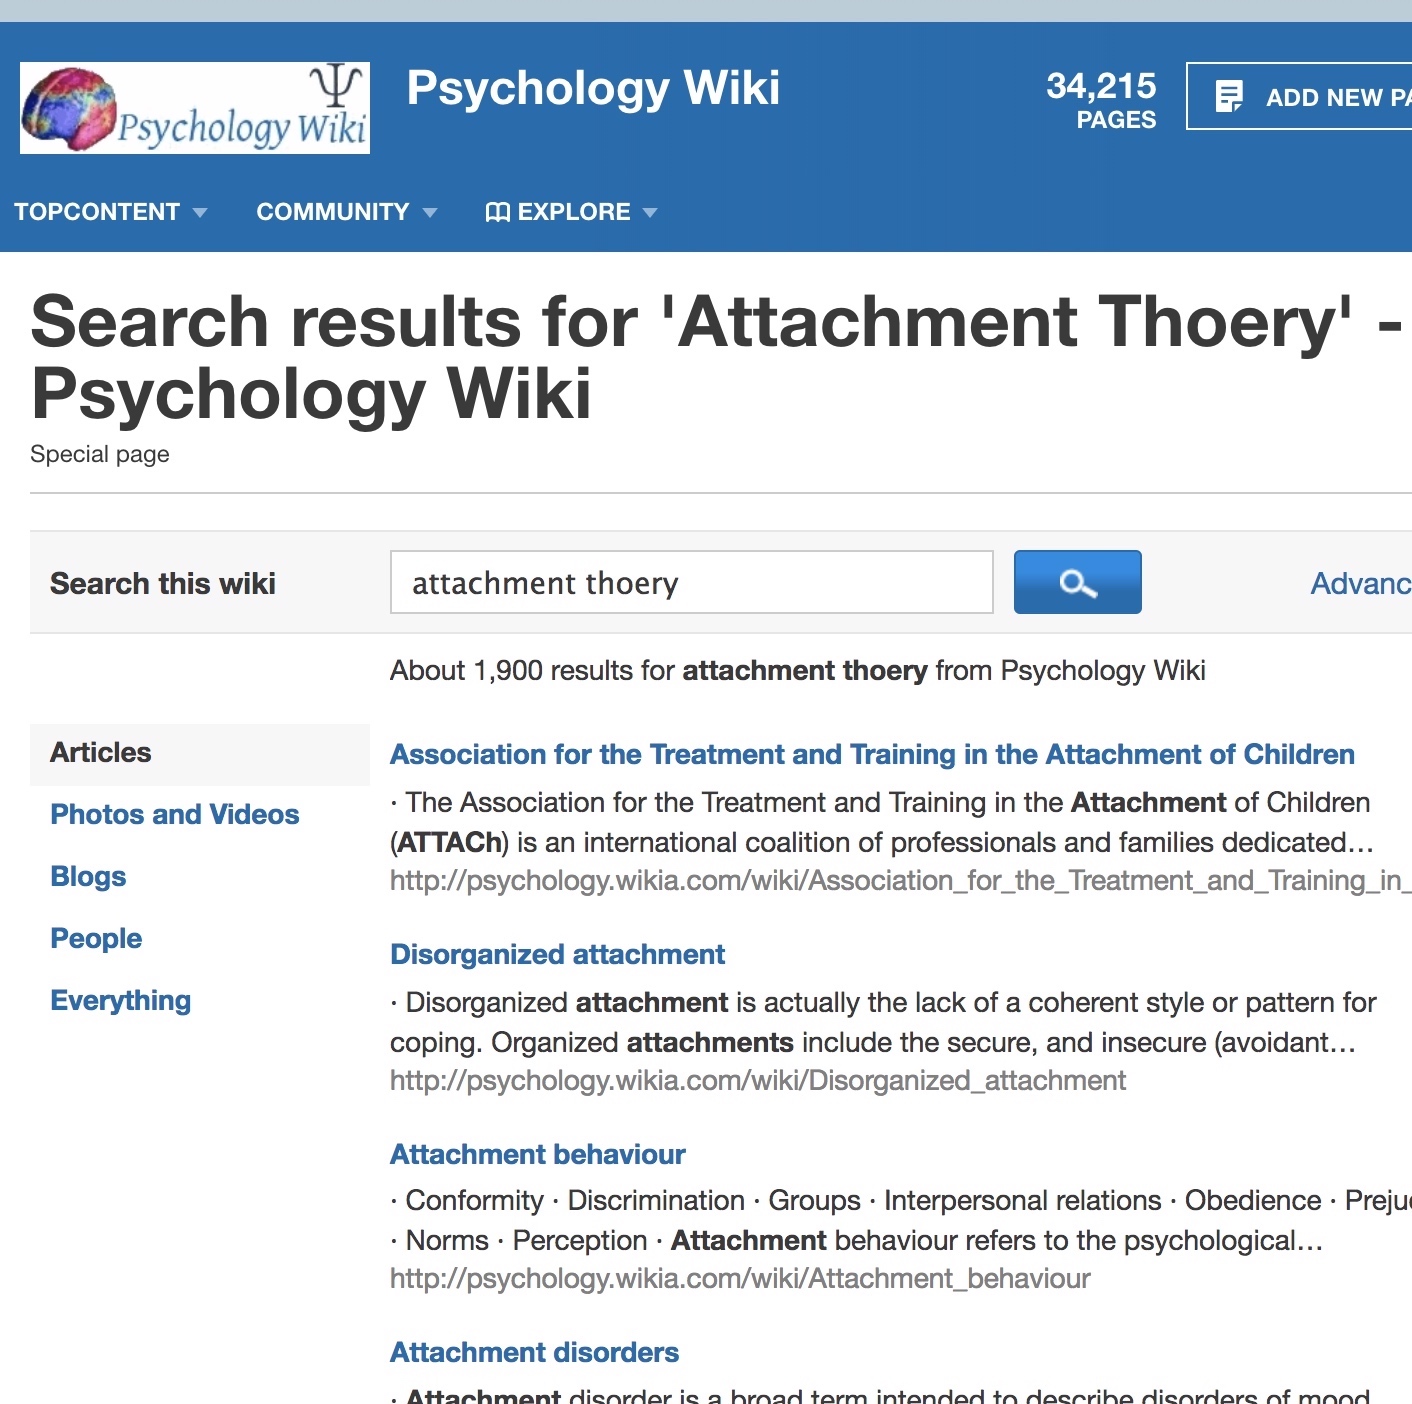 Ψ
Psychology Wiki
Psychology Wiki
34,215
PAGES
ADD NEW
TOPCONTENT
COMMUNITY
EXPLORE
Search results for 'Attachment Thoery' -
Psychology Wiki
Special page
Search this wiki
attachment thoery
About 1,900 results for attachment thoery from Psychology Wiki
Articles
Photos and Videos
Blogs
People
Everything
Association for the Treatment and Training in the Attachment of Children
· The Association for the Treatment and Training in the Attachment of Children
(ATTACh) is an international coalition of professionals and families dedicated…
http://psychology.wikia.com/wiki/Association_for_the_Treatment_and_Training_in_
Disorganized attachment
· Disorganized attachment is actually the lack of a coherent style or pattern for
coping. Organized attachments include the secure, and insecure (avoidant…
http://psychology.wikia.com/wiki/Disorganized_attachment
Attachment behaviour
· Conformity · Discrimination · Groups · Interpersonal relations · Obedience ·
· Norms · Perception · Attachment behaviour refers to the psychological…
http://psychology.wikia.com/wiki/Attachment_behaviour
Attachment disorders
· Attachment disorder is a broad term intended to describe disorders of mood,